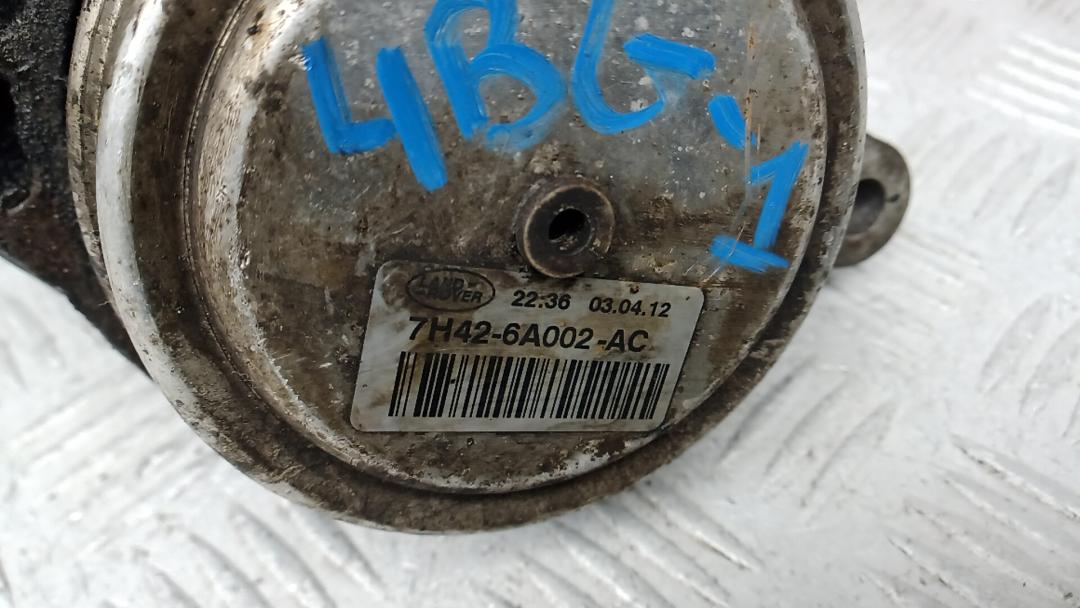 4BG-1
LAND-
ROVER
22:36 03.04.12
7H42-6A002-AC